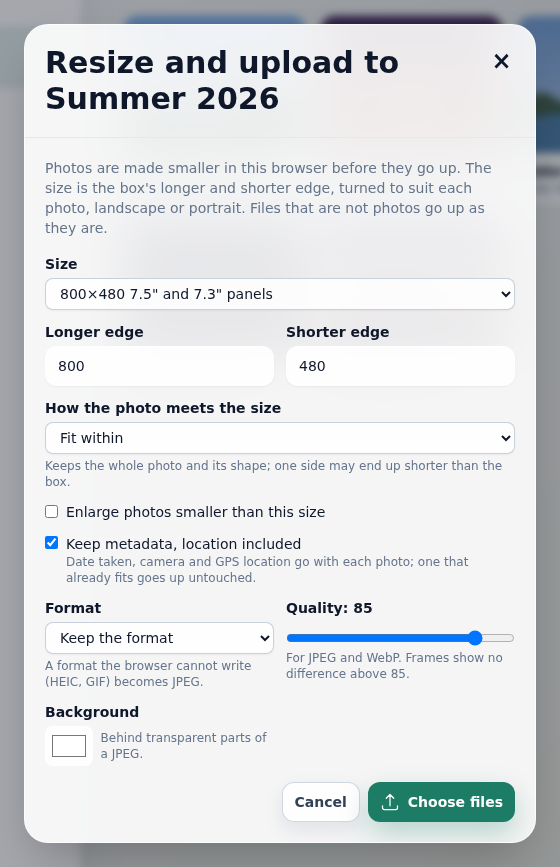 Resize and upload to
Summer 2026
×
Photos are made smaller in this browser before they go up. The
size is the box's longer and shorter edge, turned to suit each
photo, landscape or portrait. Files that are not photos go up as
they are.
Size
800×480 7.5" and 7.3" panels
Longer edge
Shorter edge
800
480
How the photo meets the size
Fit within
Keeps the whole photo and its shape; one side may end up shorter than the
box.
Enlarge photos smaller than this size
Keep metadata, location included
Date taken, camera and GPS location go with each photo; one that
already fits goes up untouched.
Format
Quality: 85
Keep the format
A format the browser cannot write
(HEIC, GIF) becomes JPEG.
For JPEG and WebP. Frames show no
difference above 85.
Background
Behind transparent parts of
a JPEG.
Cancel
Choose files